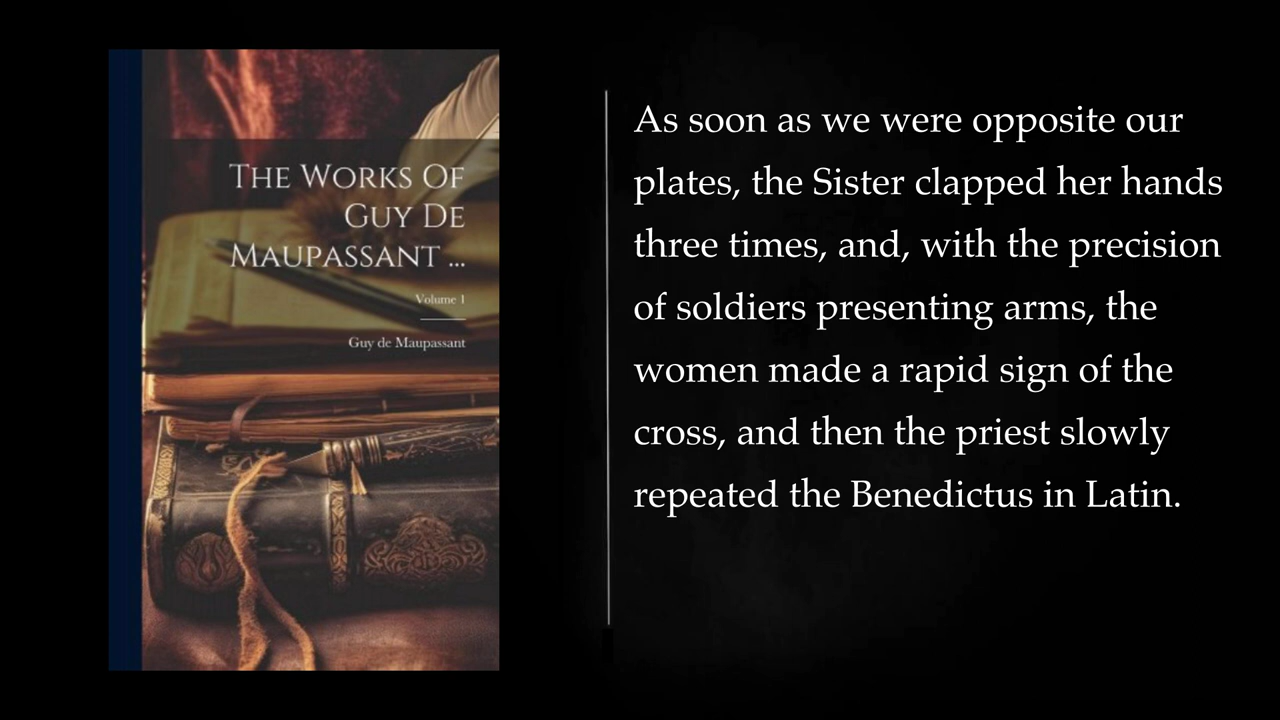 The Works Of
Guy De
Maupassant ...
Volume 1
Guy de Maupassant
As soon as we were opposite our
plates, the Sister clapped her hands
three times, and, with the precision
of soldiers presenting arms, the
women made a rapid sign of the
cross, and then the priest slowly
repeated the Benedictus in Latin.